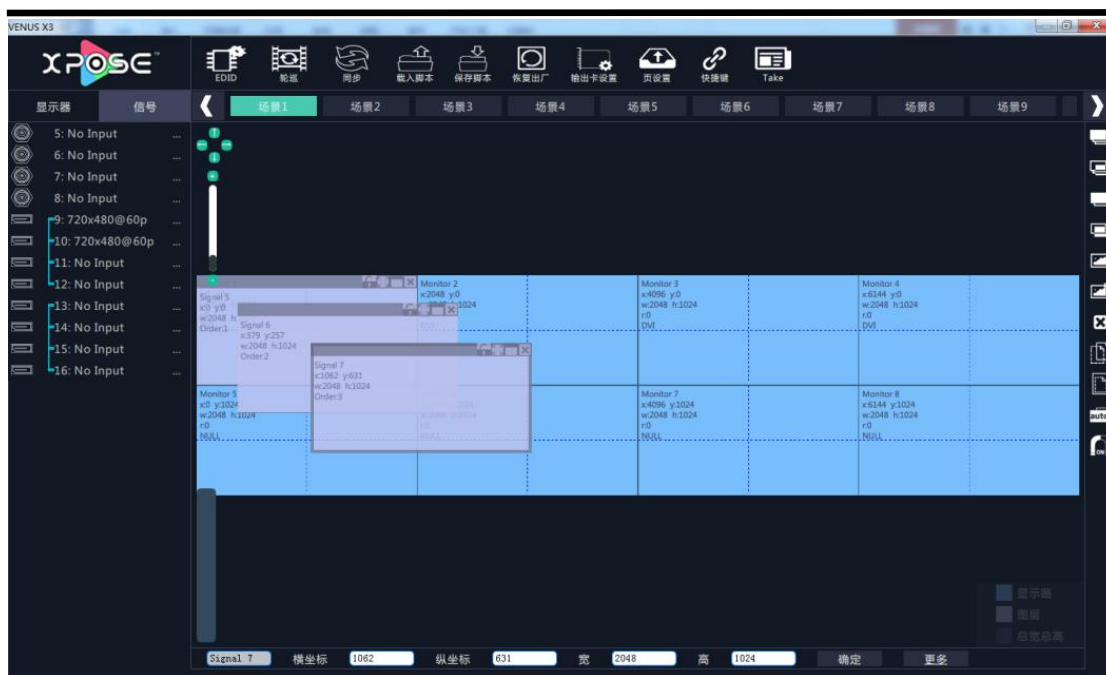 VENUS X3
XPOSE™
EDID
轮巡
同步
载入脚本
保存脚本
恢复出厂
输出卡设置
页设置
快捷键
Take
显示器
信号
场景1
场景2
场景3
场景4
场景5
场景6
场景7
场景8
场景9
5: No Input ...
6: No Input ...
7: No Input ...
8: No Input ...
9: 720x480@60p ...
10: 720x480@60p ...
11: No Input ...
12: No Input ...
13: No Input ...
14: No Input ...
15: No Input ...
16: No Input ...
Signal 5
x:0 y:0
w:2048 h:
Order:1
Signal 6
x:379 y:257
w:2048 h:1024
Order:2
Signal 7
x:1062 y:631
w:2048 h:1024
Order:3
Monitor 2
x:2048 y:0
1024
Monitor 3
x:4096 y:0
w:2048 h:1024
r:0
DVI
Monitor 4
x:6144 y:0
w:2048 h:1024
r:0
DVI
Monitor 5
x:0 y:1024
w:2048 h:1024
r:0
NULL
Monitor 7
x:4096 y:1024
w:2048 h:1024
r:0
NULL
Monitor 8
x:6144 y:1024
w:2048 h:1024
r:0
NULL
auto
ON
显示器
图层
总宽总高
Signal 7 横坐标 1062 纵坐标 631 宽 2048 高 1024 确定 更多